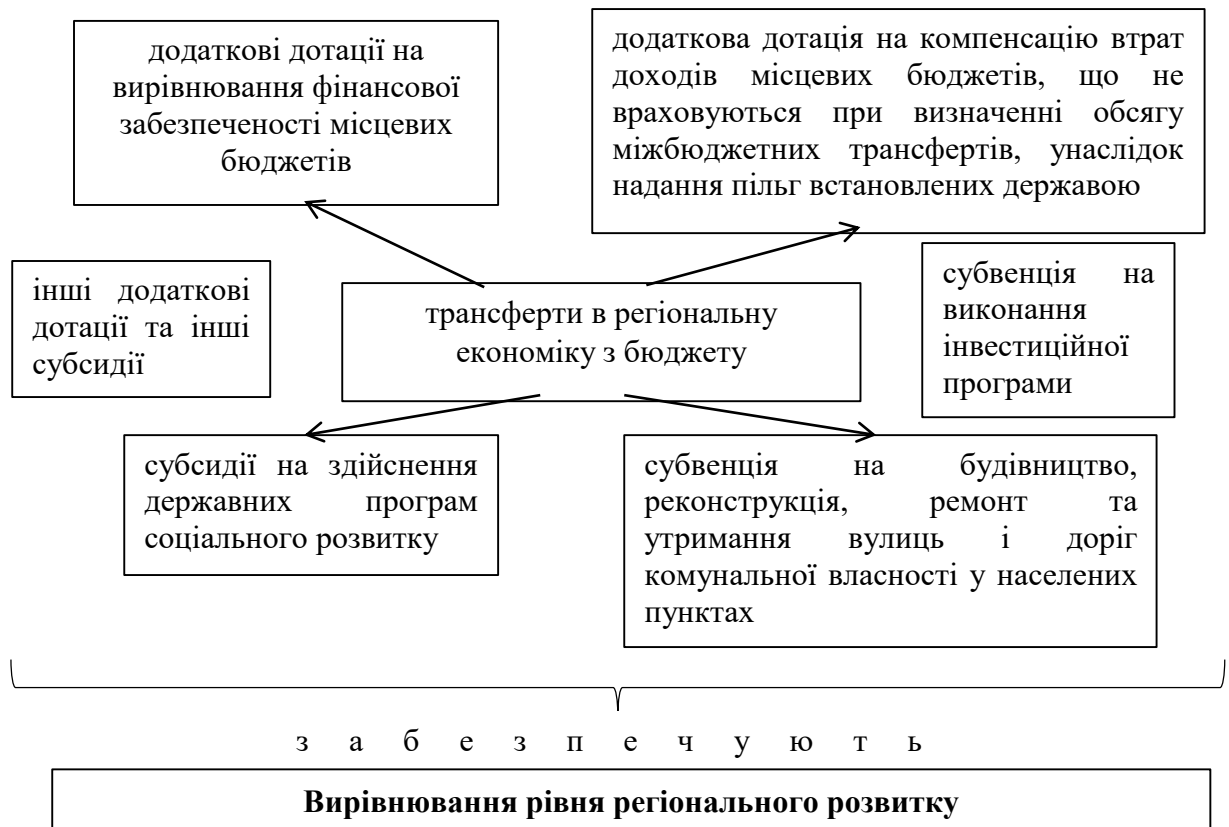 додаткові дотації на
вирівнювання фінансової
забезпеченості місцевих
бюджетів
додаткова дотація на компенсацію втрат
доходів місцевих бюджетів, що не
враховуються при визначенні обсягу
міжбюджетних трансфертів, унаслідок
надання пільг встановлених державою
інші додаткові
дотації та інші
субсидії
трансферти в регіональну
економіку з бюджету
субвенція на
виконання
інвестиційної
програми
субсидії на здійснення
державних програм
соціального розвитку
субвенція на будівництво,
реконструкція, ремонт та
утримання вулиць і доріг
комунальної власності у населених
пунктах
з а б е з п е ч у ю т ь
Вирівнювання рівня регіонального розвитку